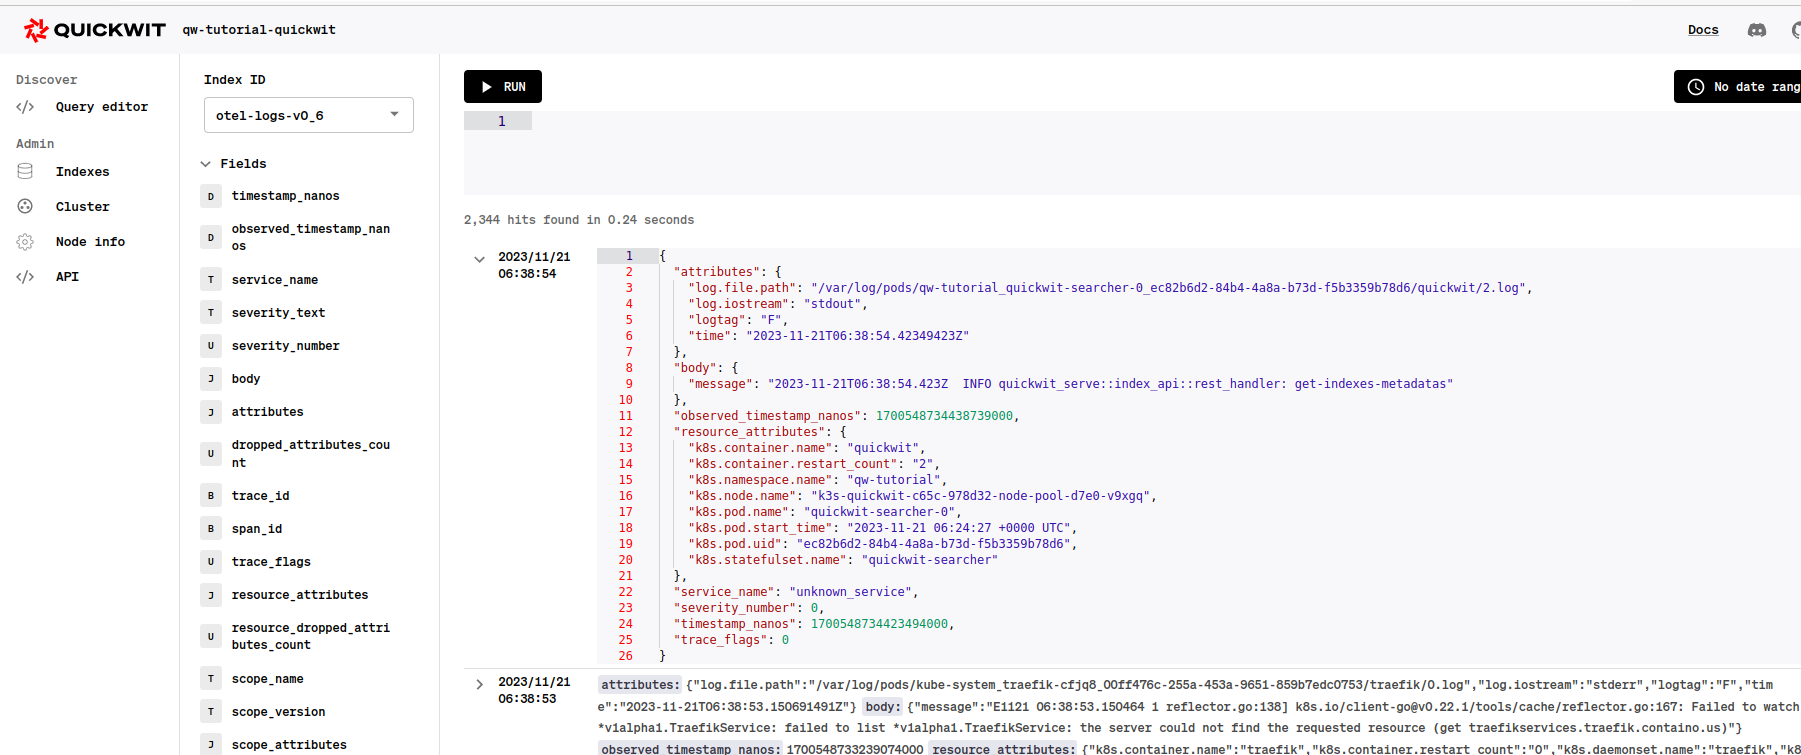 QUICKWIT qw-tutorial-quickwit
Docs
Discover
Query editor
Admin
Indexes
Cluster
Node info
API
Index ID
otel-logs-v0_6
Fields
D timestamp_nanos
D observed_timestamp_nan
os
T service_name
T severity_text
U severity_number
J body
J attributes
U dropped_attributes_cou
nt
B trace_id
B span_id
U trace_flags
J resource_attributes
U resource_dropped_attri
butes_count
T scope_name
T scope_version
J scope_attributes
RUN
No date rang
1
2,344 hits found in 0.24 seconds
2023/11/21
06:38:54
1 {
2 "attributes": {
3 "log.file.path": "/var/log/pods/qw-tutorial_quickwit-searcher-0_ec82b6d2-84b4-4a8a-b73d-f5b3359b78d6/quickwit/2.log",
4 "log.iostream": "stdout",
5 "logtag": "F",
6 "time": "2023-11-21T06:38:54.42349423Z"
7 },
8 "body": {
9 "message": "2023-11-21T06:38:54.423Z  INFO quickwit_serve::index_api::rest_handler: get-indexes-metadatas"
10 },
11 "observed_timestamp_nanos": 1700548734438739000,
12 "resource_attributes": {
13 "k8s.container.name": "quickwit",
14 "k8s.container.restart_count": "2",
15 "k8s.namespace.name": "qw-tutorial",
16 "k8s.node.name": "k3s-quickwit-c65c-978d32-node-pool-d7e0-v9xgq",
17 "k8s.pod.name": "quickwit-searcher-0",
18 "k8s.pod.start_time": "2023-11-21 06:24:27 +0000 UTC",
19 "k8s.pod.uid": "ec82b6d2-84b4-4a8a-b73d-f5b3359b78d6",
20 "k8s.statefulset.name": "quickwit-searcher"
21 },
22 "service_name": "unknown_service",
23 "severity_number": 0,
24 "timestamp_nanos": 1700548734423494000,
25 "trace_flags": 0
26 }
2023/11/21
06:38:53
attributes: {"log.file.path":"/var/log/pods/kube-system_traefik-cfjq8_00ff476c-255a-453a-9651-859b7edc0753/traefik/0.log","log.iostream":"stderr","logtag":"F","tim
e":"2023-11-21T06:38:53.150691491Z"} body: {"message":"E1121 06:38:53.150464 1 reflector.go:138] k8s.io/client-go@v0.22.1/tools/cache/reflector.go:167: Failed to watch
*v1alpha1.TraefikService: failed to list *v1alpha1.TraefikService: the server could not find the requested resource (get traefikservices.traefik.containo.us)"}
observed_timestamp_nanos: 1700548733239074000 resource_attributes: {"k8s.container.name":"traefik","k8s.container.restart_count":"0","k8s.daemonset.name":"traefik","k8